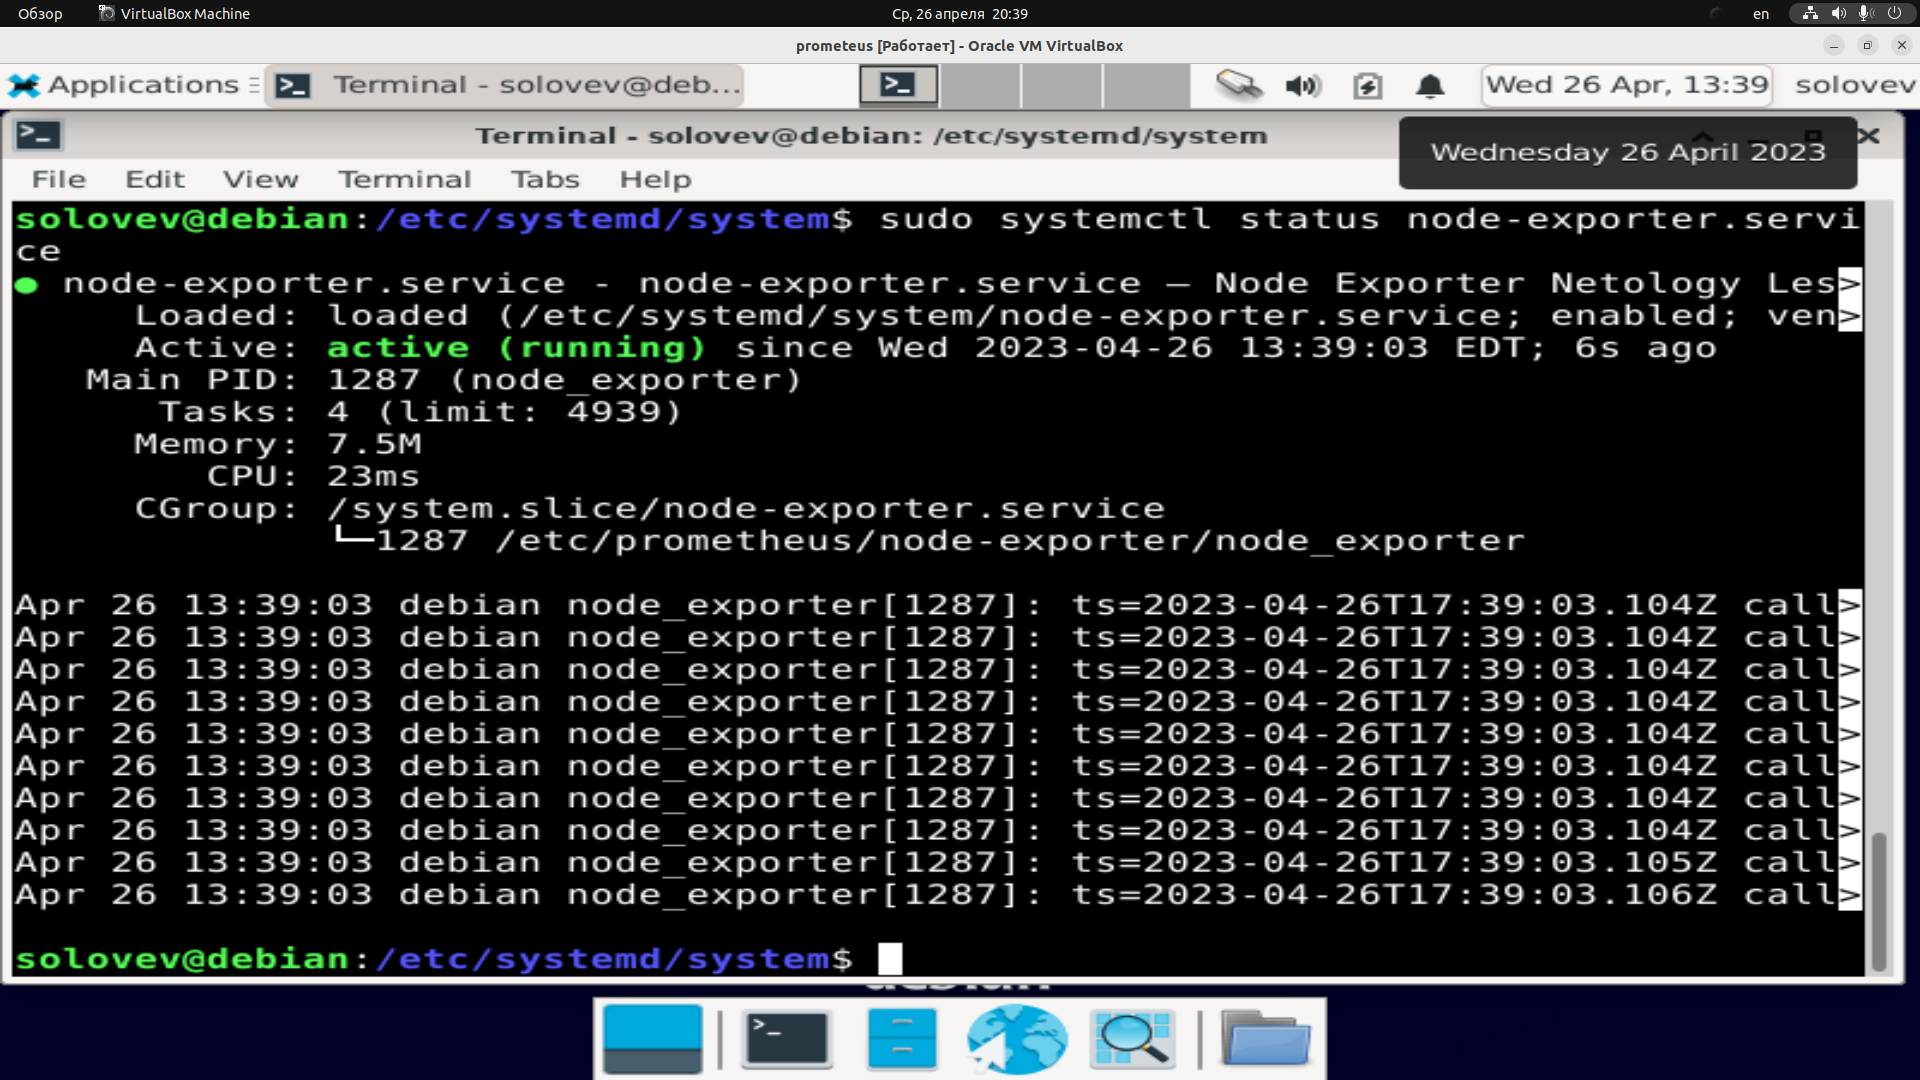 Обзор VirtualBox Machine Ср, 26 апреля 20:39 en
prometeus [Работает] - Oracle VM VirtualBox
Applications Terminal - solovev@deb... Wed 26 Apr, 13:39 solovev
Terminal - solovev@debian: /etc/systemd/system
Wednesday 26 April 2023
File Edit View Terminal Tabs Help
solovev@debian:/etc/systemd/system$ sudo systemctl status node-exporter.servi
ce
● node-exporter.service - node-exporter.service — Node Exporter Netology Les>
Loaded: loaded (/etc/systemd/system/node-exporter.service; enabled; ven>
Active: active (running) since Wed 2023-04-26 13:39:03 EDT; 6s ago
Main PID: 1287 (node_exporter)
Tasks: 4 (limit: 4939)
Memory: 7.5M
CPU: 23ms
CGroup: /system.slice/node-exporter.service
└─1287 /etc/prometheus/node-exporter/node_exporter
Apr 26 13:39:03 debian node_exporter[1287]: ts=2023-04-26T17:39:03.104Z call>
Apr 26 13:39:03 debian node_exporter[1287]: ts=2023-04-26T17:39:03.104Z call>
Apr 26 13:39:03 debian node_exporter[1287]: ts=2023-04-26T17:39:03.104Z call>
Apr 26 13:39:03 debian node_exporter[1287]: ts=2023-04-26T17:39:03.104Z call>
Apr 26 13:39:03 debian node_exporter[1287]: ts=2023-04-26T17:39:03.104Z call>
Apr 26 13:39:03 debian node_exporter[1287]: ts=2023-04-26T17:39:03.104Z call>
Apr 26 13:39:03 debian node_exporter[1287]: ts=2023-04-26T17:39:03.104Z call>
Apr 26 13:39:03 debian node_exporter[1287]: ts=2023-04-26T17:39:03.104Z call>
Apr 26 13:39:03 debian node_exporter[1287]: ts=2023-04-26T17:39:03.105Z call>
Apr 26 13:39:03 debian node_exporter[1287]: ts=2023-04-26T17:39:03.106Z call>
solovev@debian:/etc/systemd/system$